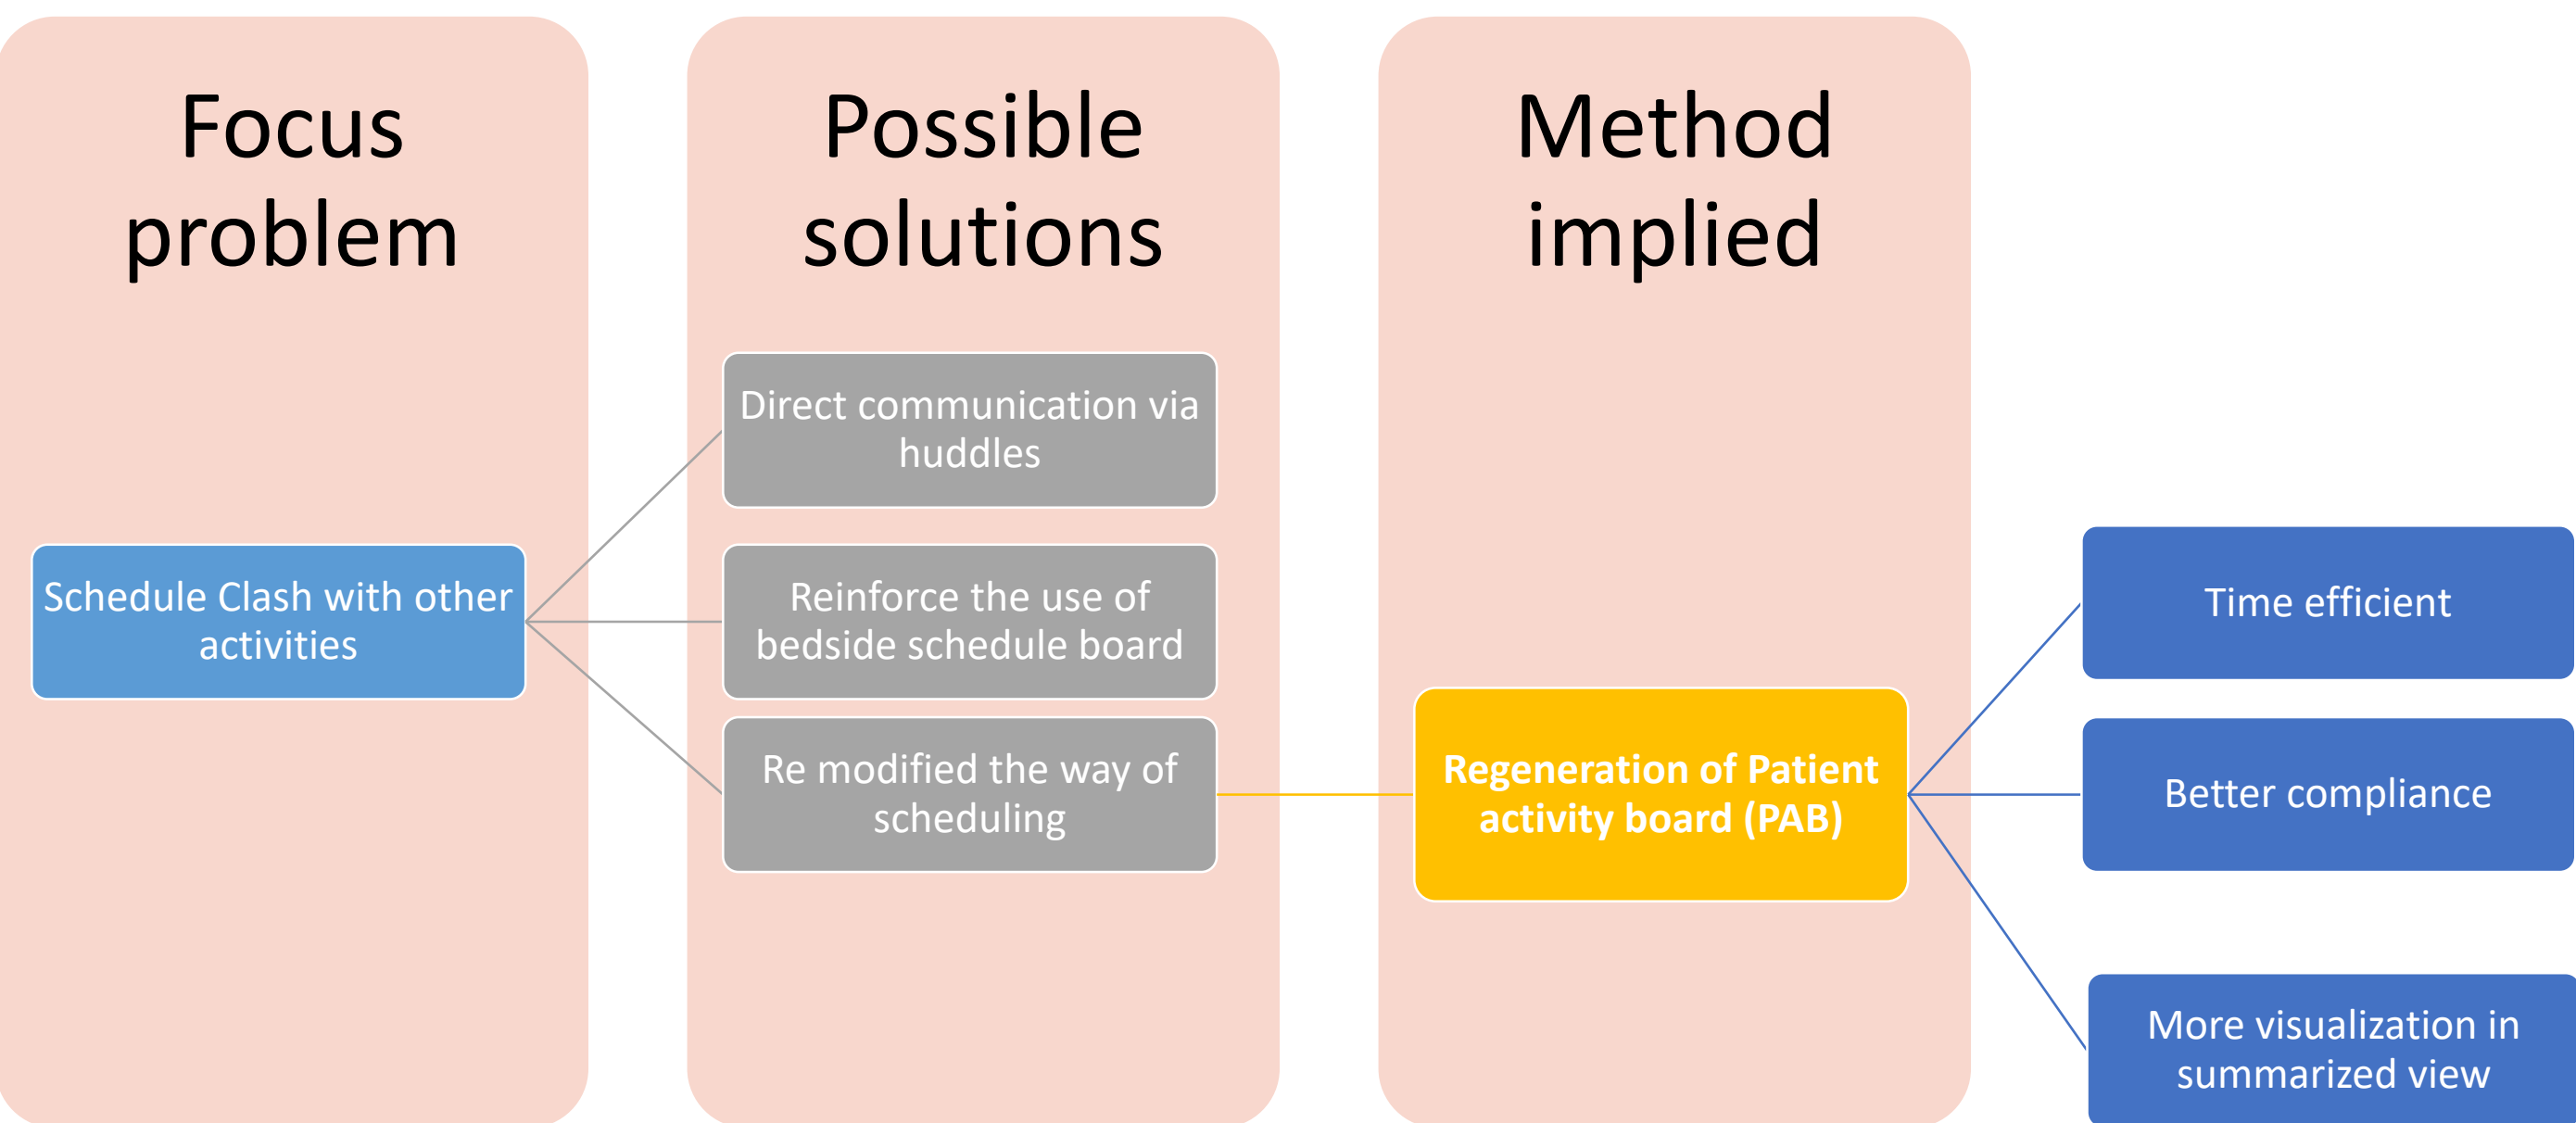 Focus
problem
Possible
solutions
Method
implied
Schedule Clash with other
activities
Direct communication via
huddles
Reinforce the use of
bedside schedule board
Re modified the way of
scheduling
Regeneration of Patient
activity board (PAB)
Time efficient
Better compliance
More visualization in
summarized view